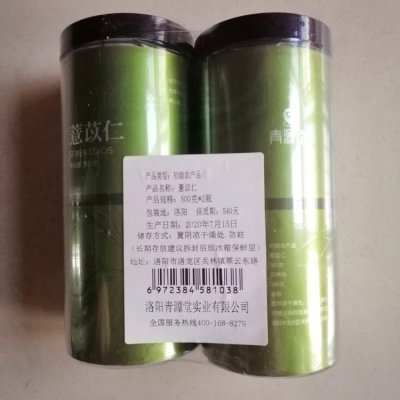 薏苡仁
SEMEN COICIS
青源
产品类型：初级农产品
产品名称：薏苡仁
产品规格：500克*2瓶
包装地：洛阳 保质期：540天
生产日期：2020年7月15日
储存方式：置阴凉干燥处，防蛀
（长期存放建议拆封后放冰箱保鲜层）
地址：洛阳市洛龙区关林镇翠云东路
6 972384 581038
洛阳青源堂实业有限公司
全国服务热线400-168-8279